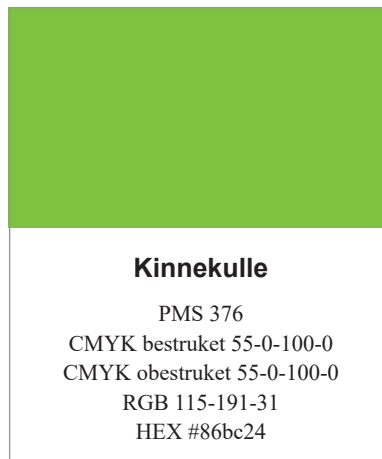 Kinnekulle
PMS 376
CMYK bestruket 55-0-100-0
CMYK obestruket 55-0-100-0
RGB 115-191-31
HEX #86bc24